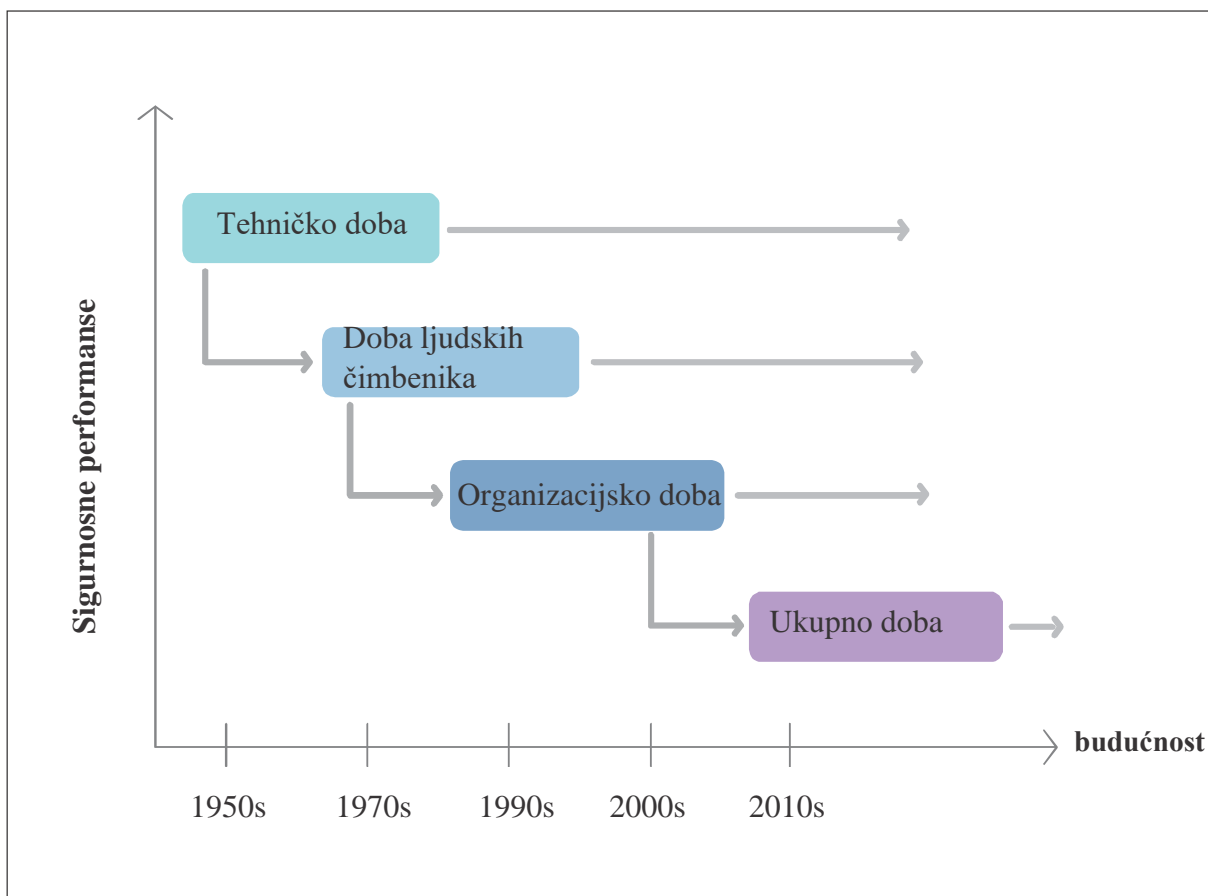 Tehničko doba
Doba ljudskih
čimbenika
Organizacijsko doba
Ukupno doba
Sigurnosne performanse
budućnost
1950s
1970s
1990s
2000s
2010s